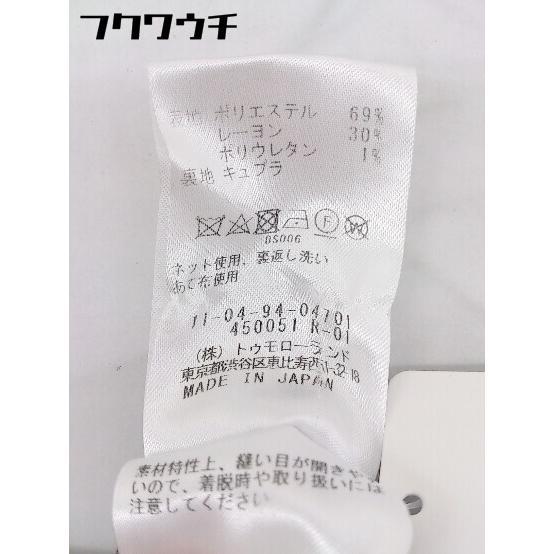 フクワウチ
表地 ポリエステル 69%
レーヨン 30%
ポリウレタン 1%
裏地 キュプラ
F W
BS006
ネット使用、裏返し洗い
あて布使用
11-04-94-04701
450051 R-01
(株)トゥモローランド
東京都渋谷区恵比寿西1-32-18
MADE IN JAPAN
素材特性上、縫い目が開きや
いので、着脱時や取り扱いには
注意してください